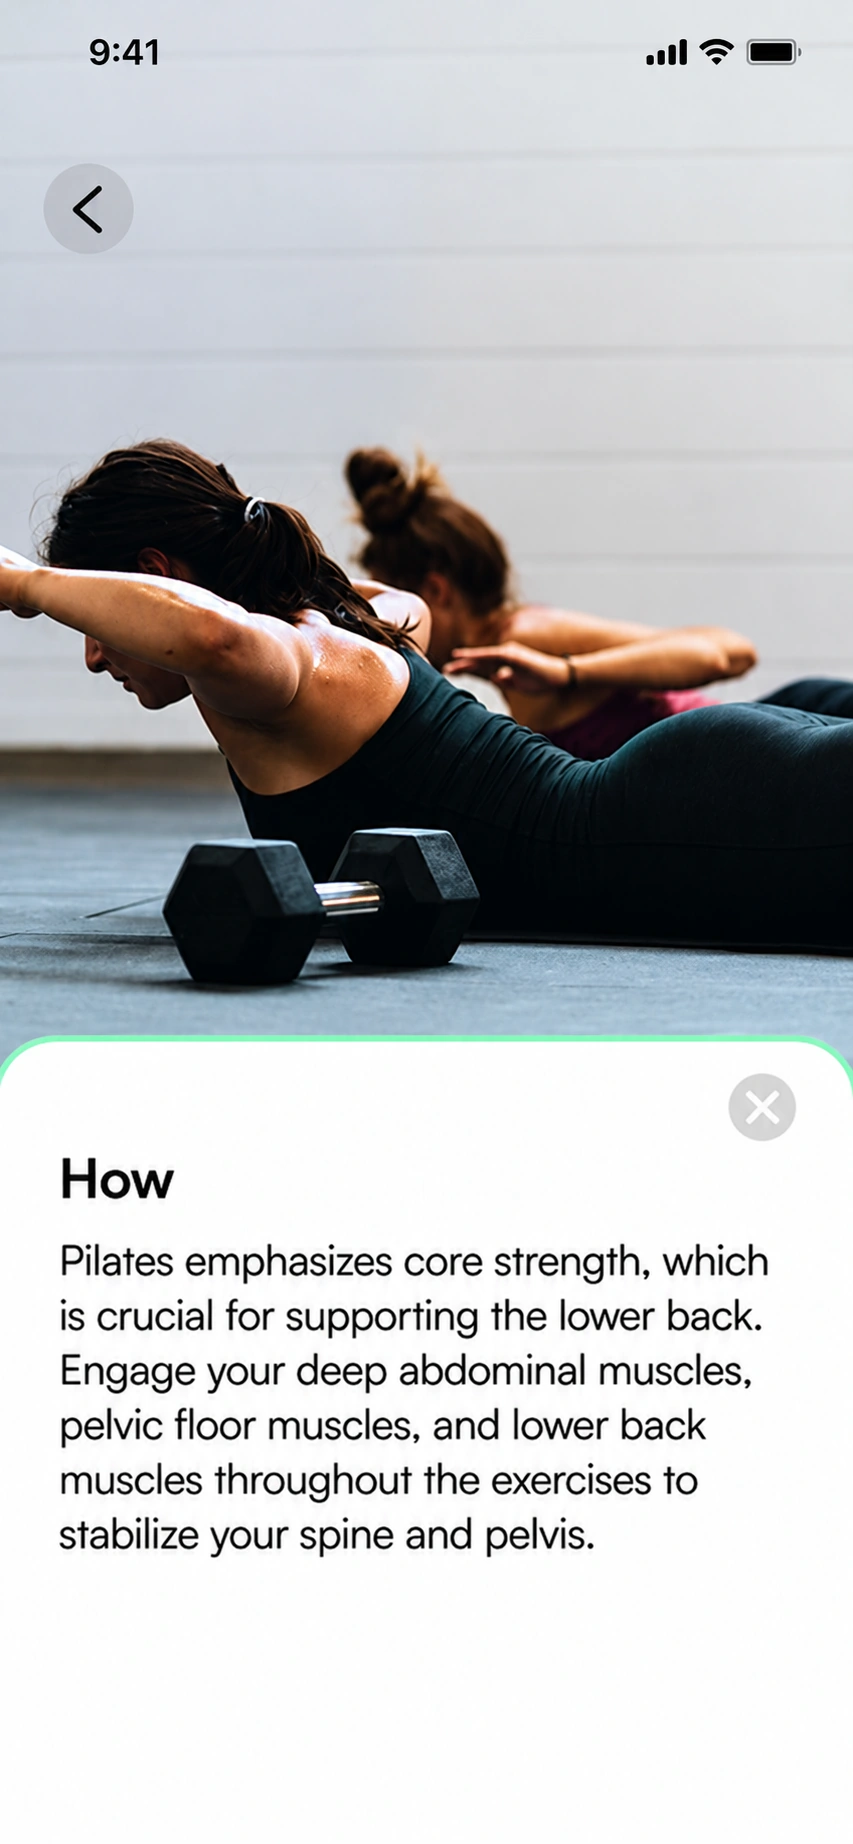 9:41
How
Pilates emphasizes core strength, which
is crucial for supporting the lower back.
Engage your deep abdominal muscles,
pelvic floor muscles, and lower back
muscles throughout the exercises to
stabilize your spine and pelvis.